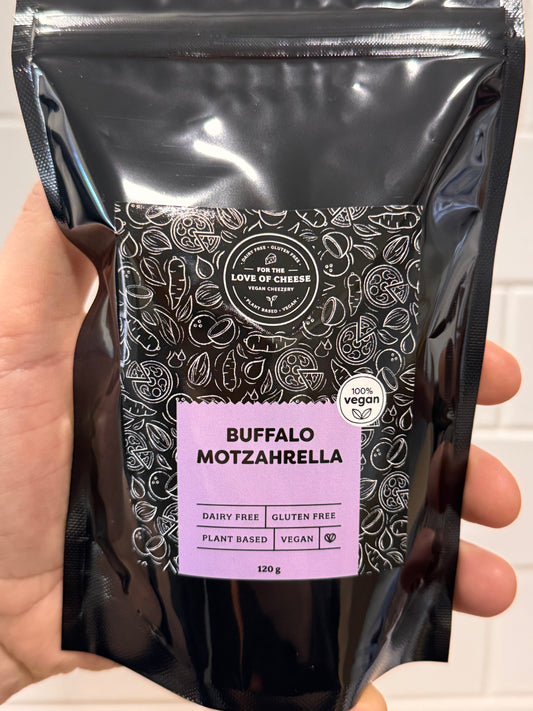 • DAIRY FREE • GLUTEN FREE •
FOR THE
LOVE OF CHEESE
VEGAN CHEEZERY
PLANT BASED • VEGAN •
100%
vegan
BUFFALO
MOTZAHRELLA
DAIRY FREE GLUTEN FREE
PLANT BASED VEGAN
120 g